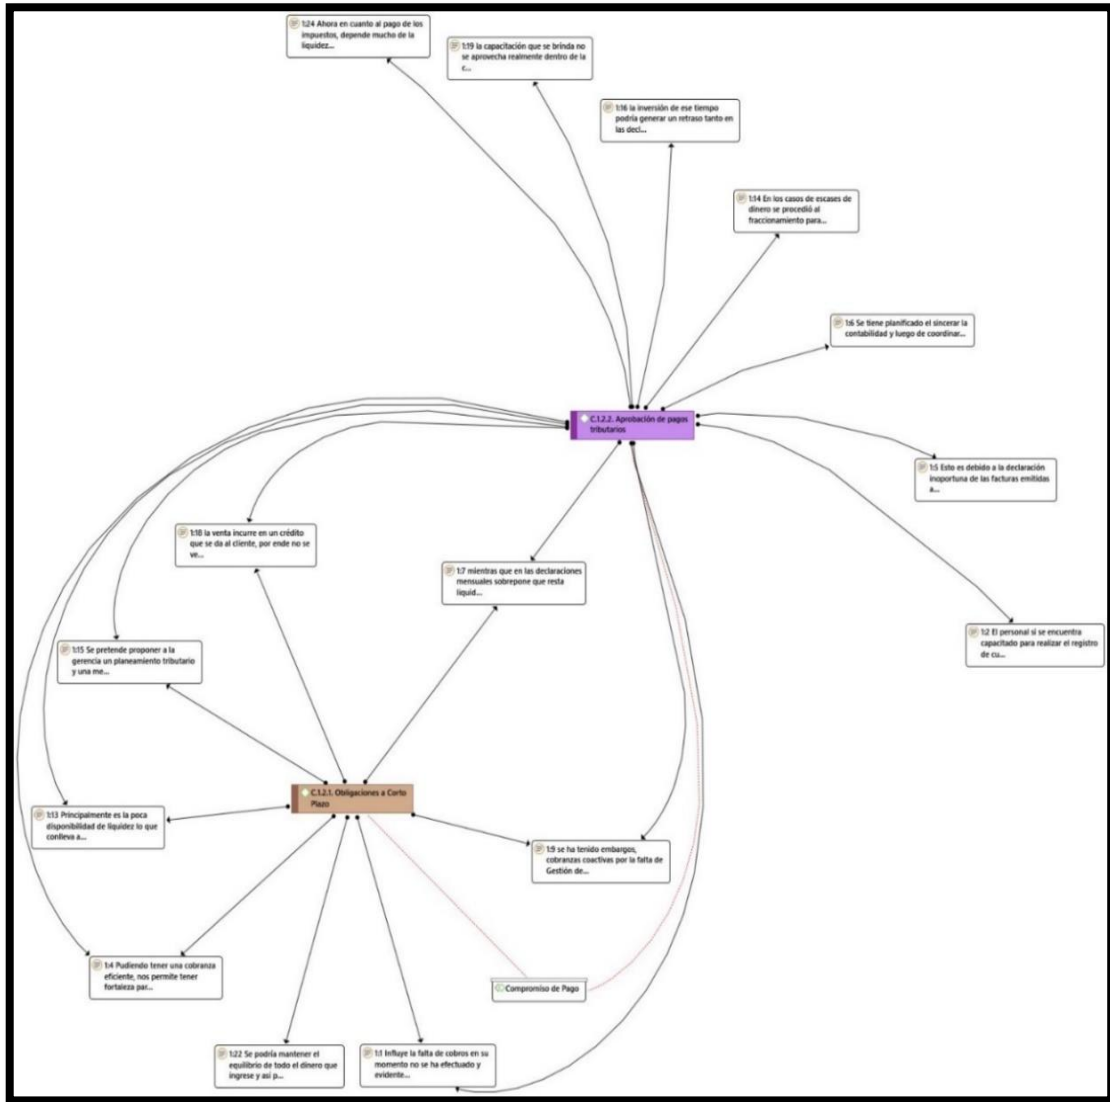 1:24 Ahora en cuanto al pago de los
impuestos, depende mucho de la
liquidez...
1:19 la capacitación que se brinda no
se aprovecha realmente dentro de la
c...
1:16 la inversión de ese tiempo
podría generar un retraso tanto en
las decl...
1:14 En los casos de escases de
dinero se procedió al
fraccionamiento para...
1:6 Se tiene planificado el sincerar la
contabilidad y luego de coordinar...
C.1.2.2. Aprobación de pagos
tributarios
1:5 Esto es debido a la declaración
inoportuna de las facturas emitidas
a...
1:18 la venta incurre en un crédito
que se da al cliente, por ende no se
ve...
1:7 mientras que en las declaraciones
mensuales sobrepone que resta
liquid...
1:2 El personal si se encuentra
capacitado para realizar el registro
de cu...
1:15 Se pretende proponer a la
gerencia un planeamiento tributario
y una me...
C.1.2.1. Obligaciones a Corto
Plazo
1:13 Principalmente es la poca
disponibilidad de liquidez lo que
conlleva a...
1:9 se ha tenido embargos,
cobranzas coactivas por la falta de
Gestión de...
1:4 Pudiendo tener una cobranza
eficiente, nos permite tener
fortaleza par...
Compromiso de Pago
1:22 Se podría mantener el
equilibrio de todo el dinero que
ingrese y así p...
1:1 Influye la falta de cobros en su
momento no se ha efectuado y
evidente...